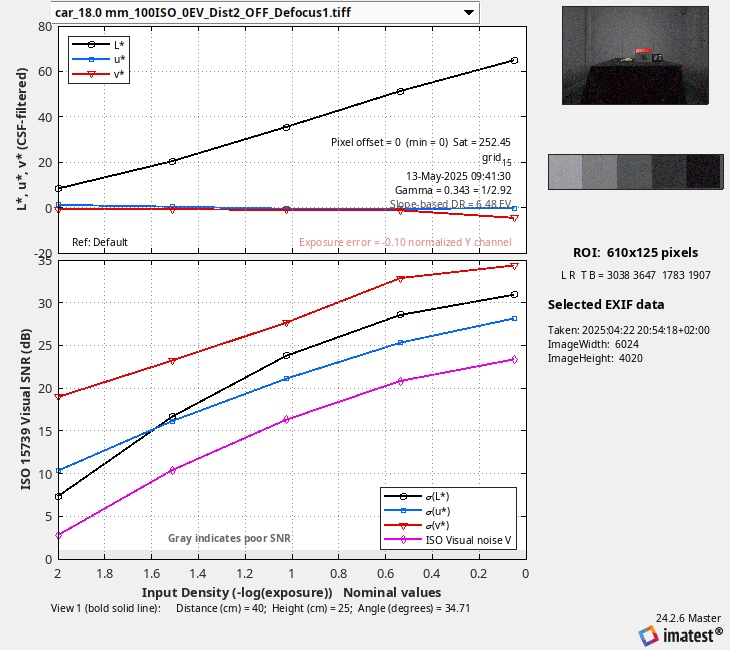 car_18.0 mm_100ISO_0EV_Dist2_OFF_Defocus1.tiff
80
60
40
20
0
-20
L*, u*, v* (CSF-filtered)
L*
u*
v*
Pixel offset = 0 (min = 0) Sat = 252.45
grid_15
13-May-2025 09:41:30
Gamma = 0.343 = 1/2.92
Slope-based DR = 6.48 EV
Ref: Default
Exposure error = -0.10 normalized Y channel
35
30
25
20
15
10
5
0
ISO 15739 Visual SNR (dB)
σ(L*)
σ(u*)
σ(v*)
ISO Visual noise V
Gray indicates poor SNR
2 1.8 1.6 1.4 1.2 1 0.8 0.6 0.4 0.2 0
Input Density (-log(exposure)) Nominal values
View 1 (bold solid line): Distance (cm) = 40; Height (cm) = 25; Angle (degrees) = 34.71
ROI: 610x125 pixels
L R T B = 3038 3647 1783 1907
Selected EXIF data
Taken: 2025:04:22 20:54:18+02:00
ImageWidth: 6024
ImageHeight: 4020
24.2.6 Master
imatest®